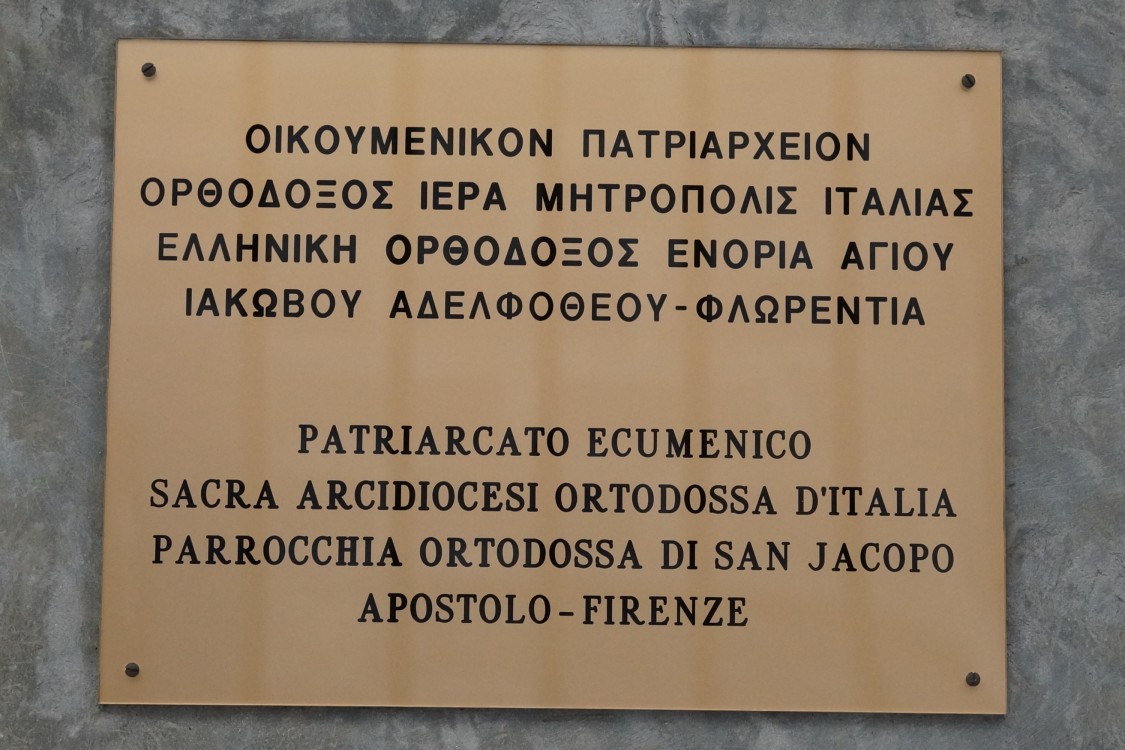 ΟΙΚΟΥΜΕΝΙΚΟΝ ΠΑΤΡΙΑΡΧΕΙΟΝ
ΟΡΘΟΔΟΞΟΣ ΙΕΡΑ ΜΗΤΡΟΠΟΛΙΣ ΙΤΑΛΙΑΣ
ΕΛΛΗΝΙΚΗ ΟΡΘΟΔΟΞΟΣ ΕΝΟΡΙΑ ΑΓΙΟΥ
ΙΑΚΩΒΟΥ ΑΔΕΛΦΟΘΕΟΥ-ΦΛΩΡΕΝΤΙΑ
PATRIARCATO ECUMENICO
SACRA ARCIDIOCESI ORTODOSSA D'ITALIA
PARROCCHIA ORTODOSSA DI SAN JACOPO
APOSTOLO-FIRENZE